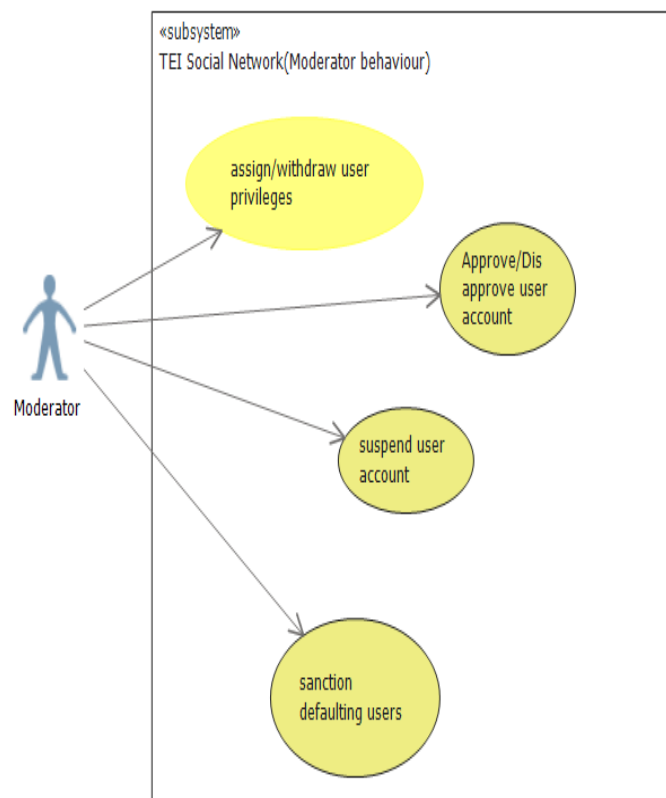 «subsystem»
TEI Social Network(Moderator behaviour)
assign/withdraw user
privileges
Approve/Dis
approve user
account
Moderator
suspend user
account
sanction
defaulting users